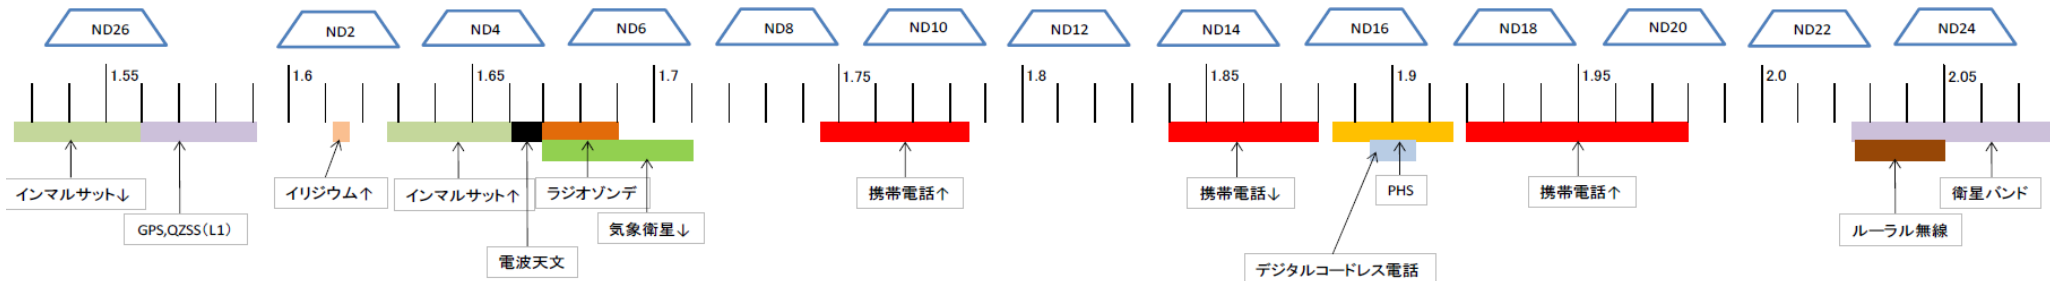 ND26
ND2
ND4
ND6
ND8
ND10
ND12
ND14
ND16
ND18
ND20
ND22
ND24
1.55
1.6
1.65
1.7
1.75
1.8
1.85
1.9
1.95
2.0
2.05
インマルサット↓
イリジウム↑
インマルサット↑
ラジオゾンデ
携帯電話↑
携帯電話↓
PHS
携帯電話↑
衛星バンド
GPS,QZSS(L1)
気象衛星↓
ルーラル無線
電波天文
デジタルコードレス電話